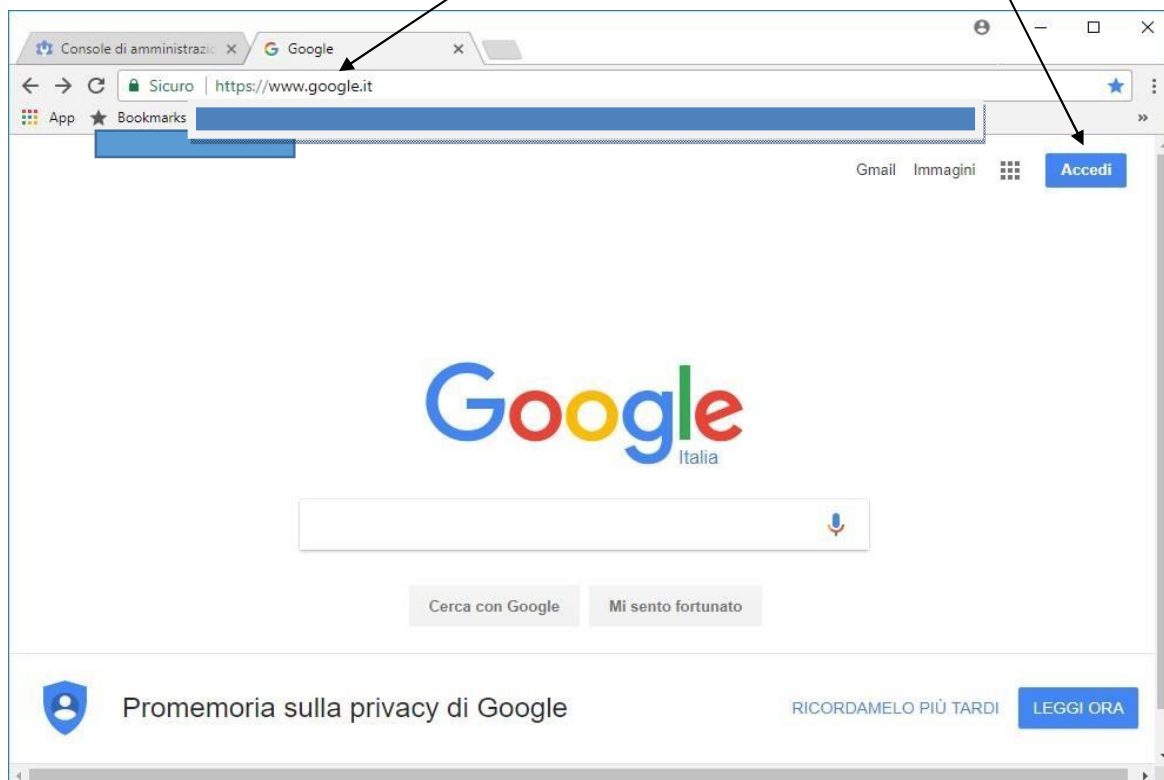 Console di amministrazio
Google
Sicuro | https://www.google.it
App Bookmarks
Gmail Immagini Accedi
Google
Italia
Cerca con Google Mi sento fortunato
Promemoria sulla privacy di Google RICORDAMELO PIÙ TARDI LEGGI ORA